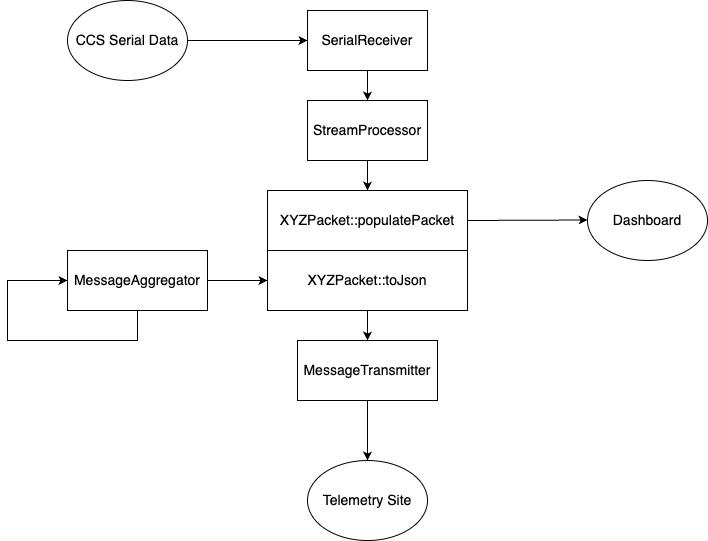 CCS Serial Data
SerialReceiver
StreamProcessor
XYZPacket::populatePacket
Dashboard
MessageAggregator
XYZPacket::toJson
MessageTransmitter
Telemetry Site